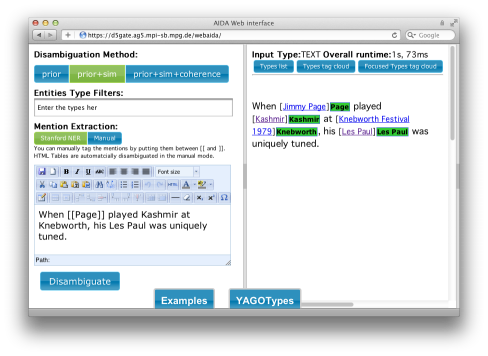 AIDA Web interface
https://d5gate.ag5.mpi-sb.mpg.de/webaida/
Google
Disambiguation Method:
prior prior+sim prior+sim+coherence
Entities Type Filters:
Enter the types her
Mention Extraction:
Stanford NER Manual
You can manually tag the mentions by putting them between [[ and ]].
HTML Tables are automatcially disambiguated in the manual mode.
Font size
When [[Page]] played Kashmir at
Knebworth, his Les Paul was uniquely
tuned.
Path:
Disambiguate
Input Type:TEXT Overall runtime:1s, 73ms
Types list Types tag cloud Focused Types tag cloud
When [Jimmy Page]Page played
[Kashmir]Kashmir at [Knebworth Festival
1979]Knebworth, his [Les Paul]Les Paul was
uniquely tuned.
Examples YAGOTypes